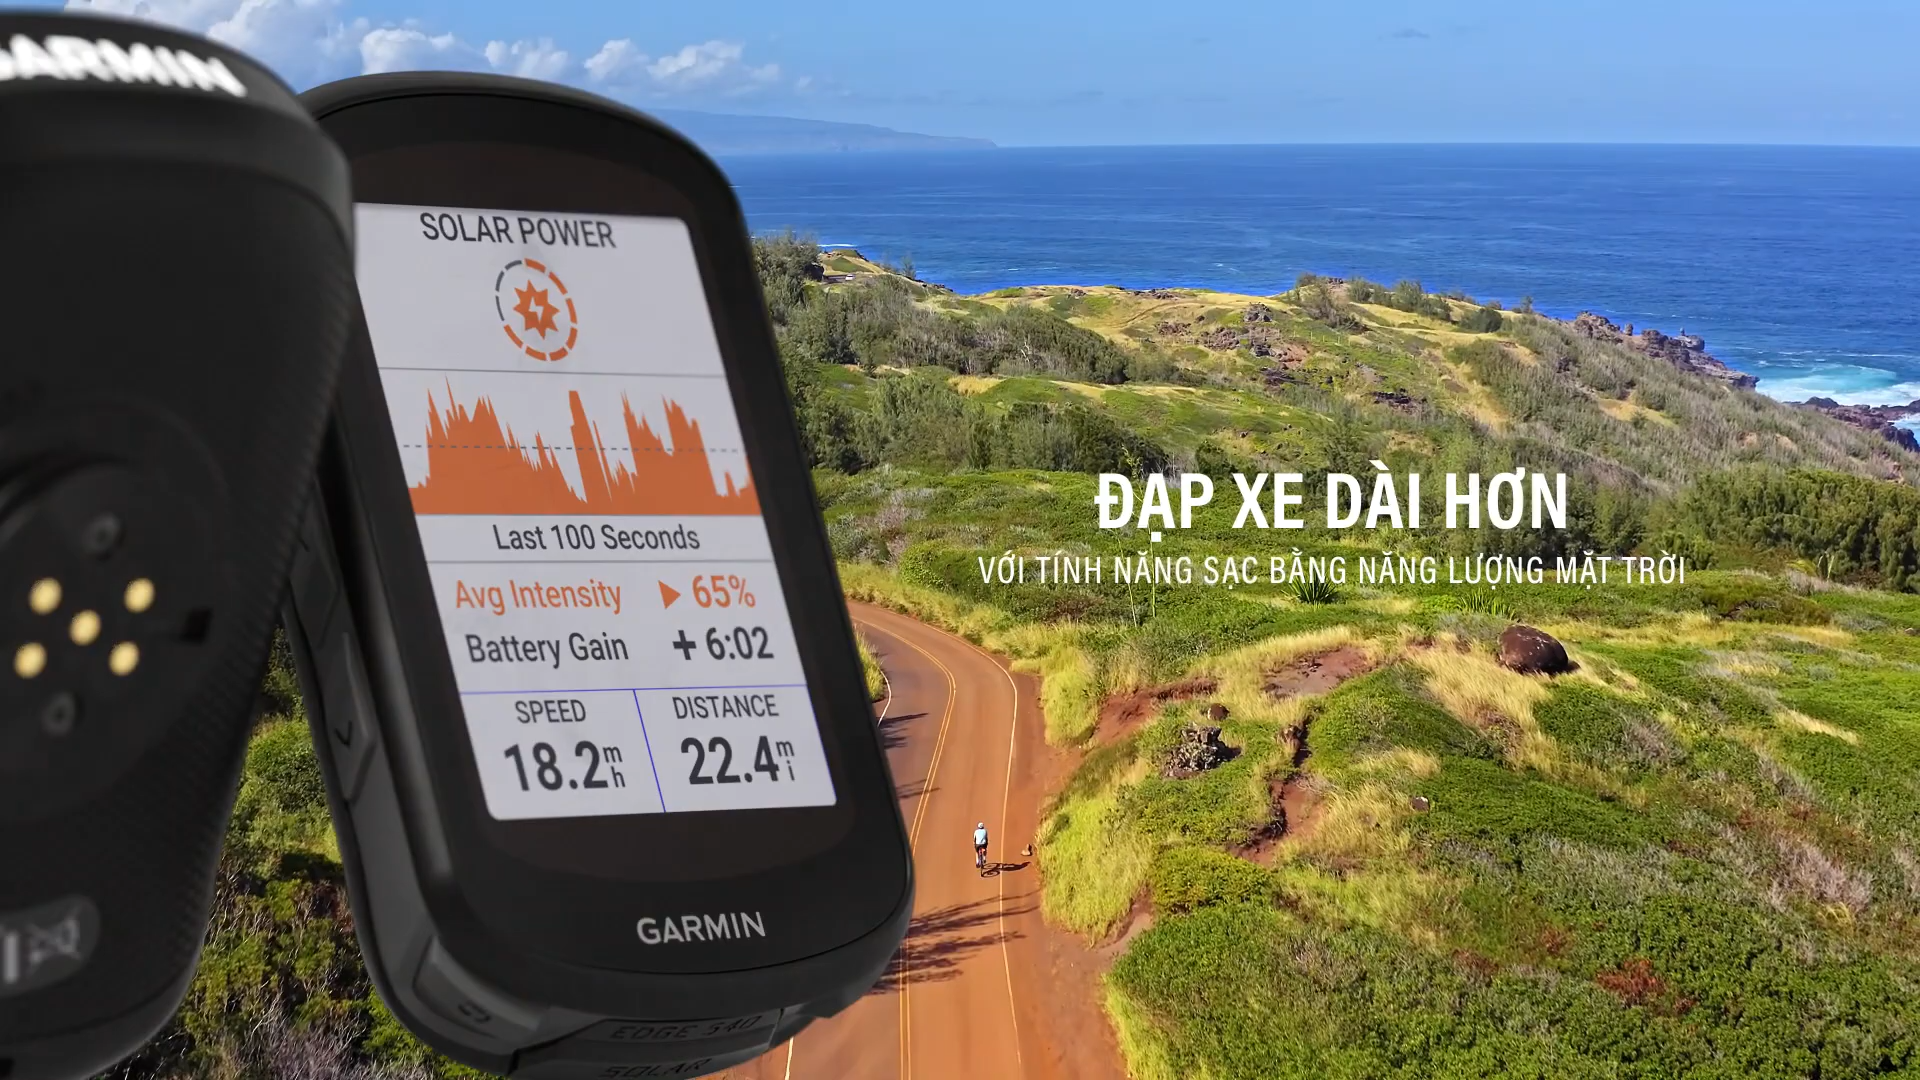 GARMIN
SOLAR POWER
Last 100 Seconds
Avg Intensity ▶ 65%
Battery Gain + 6:02
SPEED DISTANCE
18.2 mh 22.4 mi
GARMIN
EDGE 540
SOLAR
ĐẠP XE DÀI HƠN
VỚI TÍNH NĂNG SẠC BẰNG NĂNG LƯỢNG MẶT TRỜI